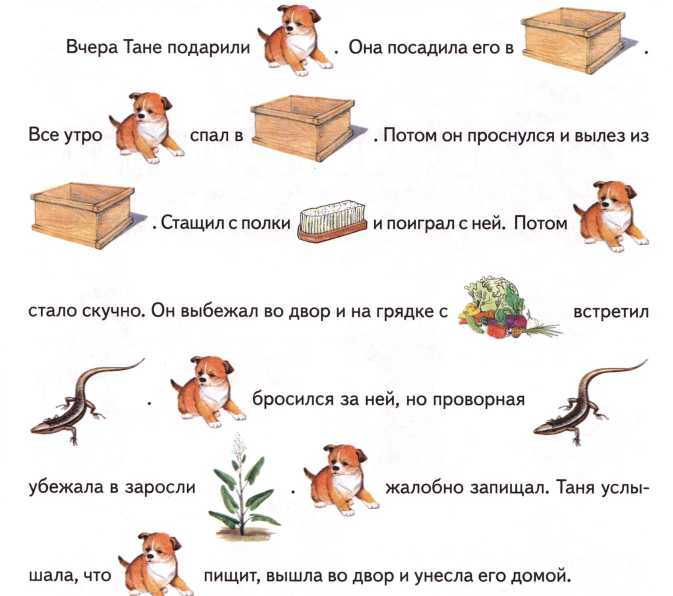 Вчера Тане подарили . Она посадила его в .
Все утро спал в . Потом он проснулся и вылез из
. Стащил с полки и поиграл с ней. Потом
стало скучно. Он выбежал во двор и на грядке с встретил
. бросился за ней, но проворная
убежала в заросли . жалобно запищал. Таня услы-
шала, что пищит, вышла во двор и унесла его домой.